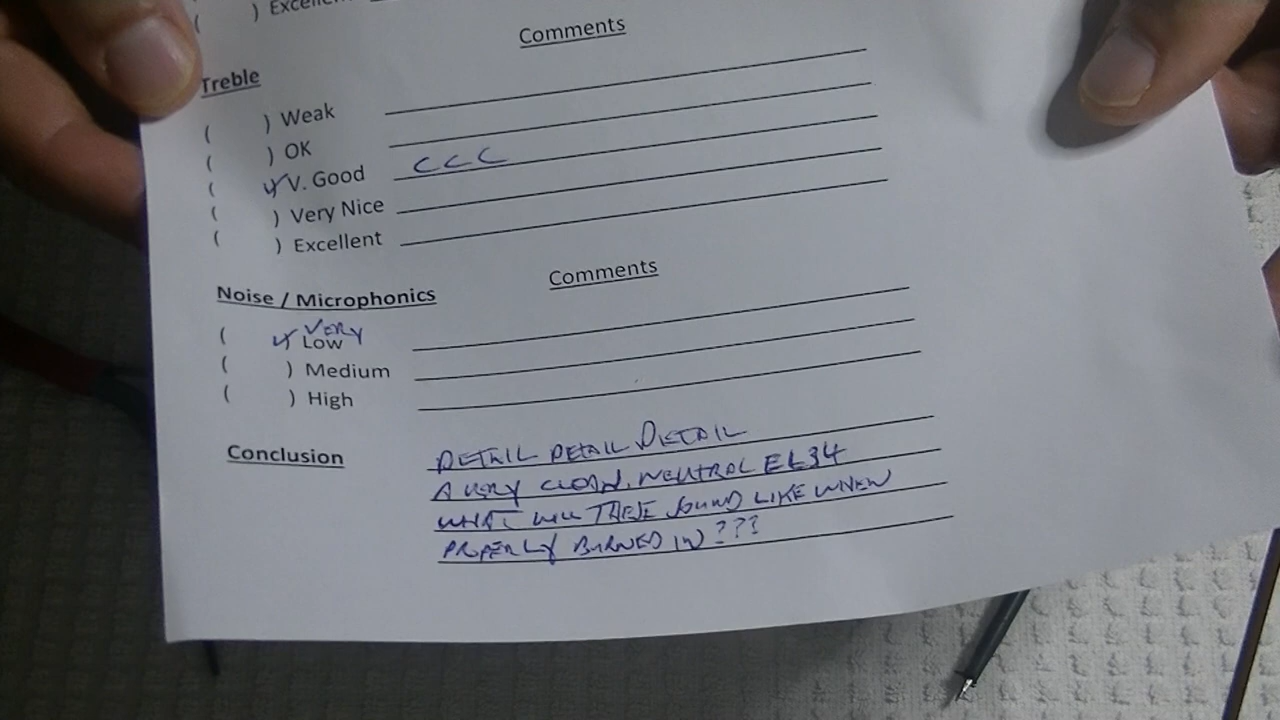 ( ) Excellent
Comments
Treble
( ) Weak
( ) OK
( ) V. Good CCC
( ) Very Nice
( ) Excellent
Comments
Noise / Microphonics
VERY
( ) Low
( ) Medium
( ) High
Conclusion DETAIL DETAIL DETAIL
A VERY CLEAN, NEUTRAL EL34
WHAT WILL THESE SOUND LIKE WHEN
PROPERLY BURNED IN ???